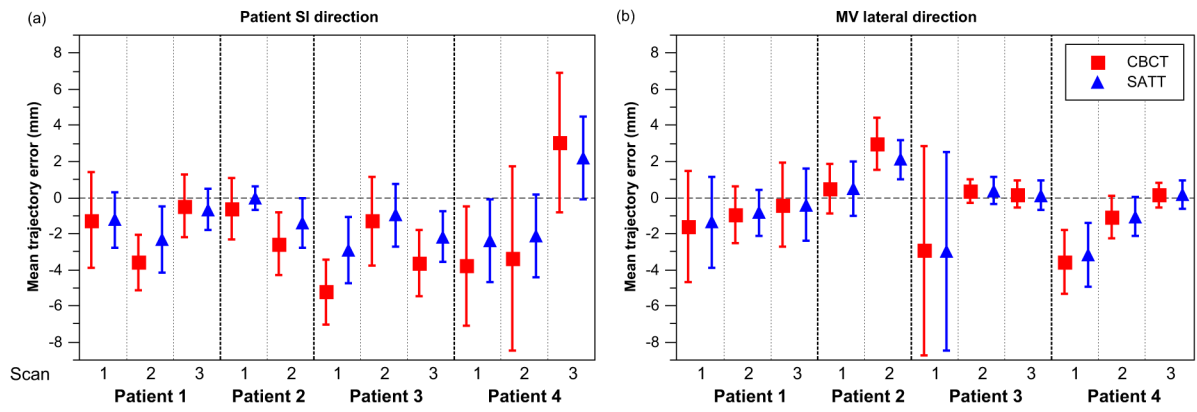 (a)
Patient SI direction
8
6
4
2
0
-2
-4
-6
-8
Mean trajectory error (mm)
Scan
1 2 3 1 2 1 2 3 1 2 3
Patient 1 Patient 2 Patient 3 Patient 4
(b)
MV lateral direction
CBCT
SATT
8
6
4
2
0
-2
-4
-6
-8
Mean trajectory error (mm)
1 2 3 1 2 1 2 3 1 2 3
Patient 1 Patient 2 Patient 3 Patient 4